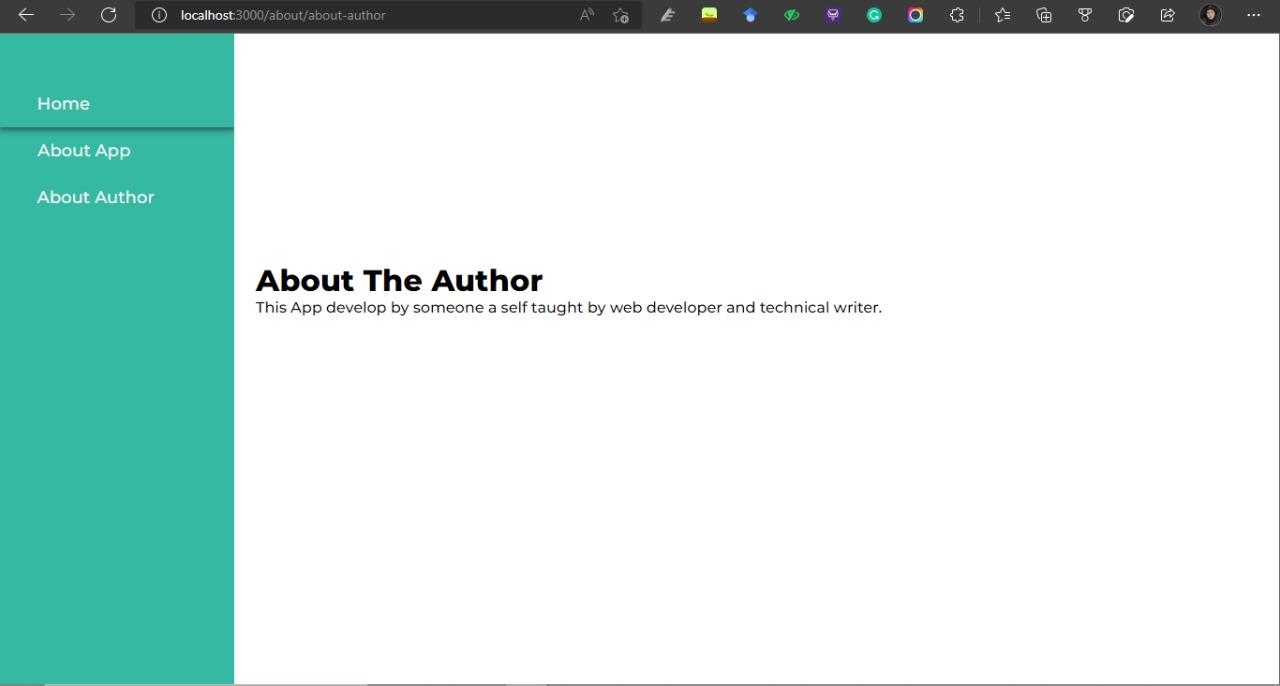 localhost:3000/about/about-author
Home
About App
About Author
About The Author
This App develop by someone a self taught by web developer and technical writer.